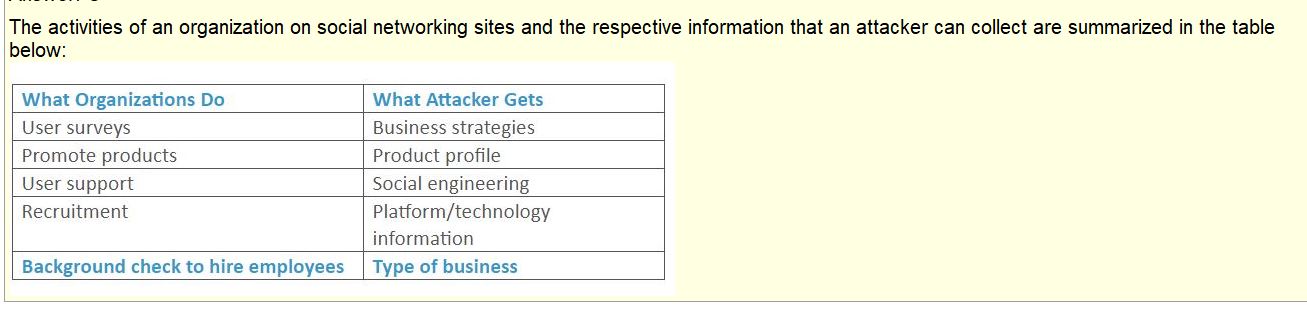 The activities of an organization on social networking sites and the respective information that an attacker can collect are summarized in the table
below:
What Organizations Do What Attacker Gets
User surveys Business strategies
Promote products Product profile
User support Social engineering
Recruitment Platform/technology
information
Background check to hire employees Type of business